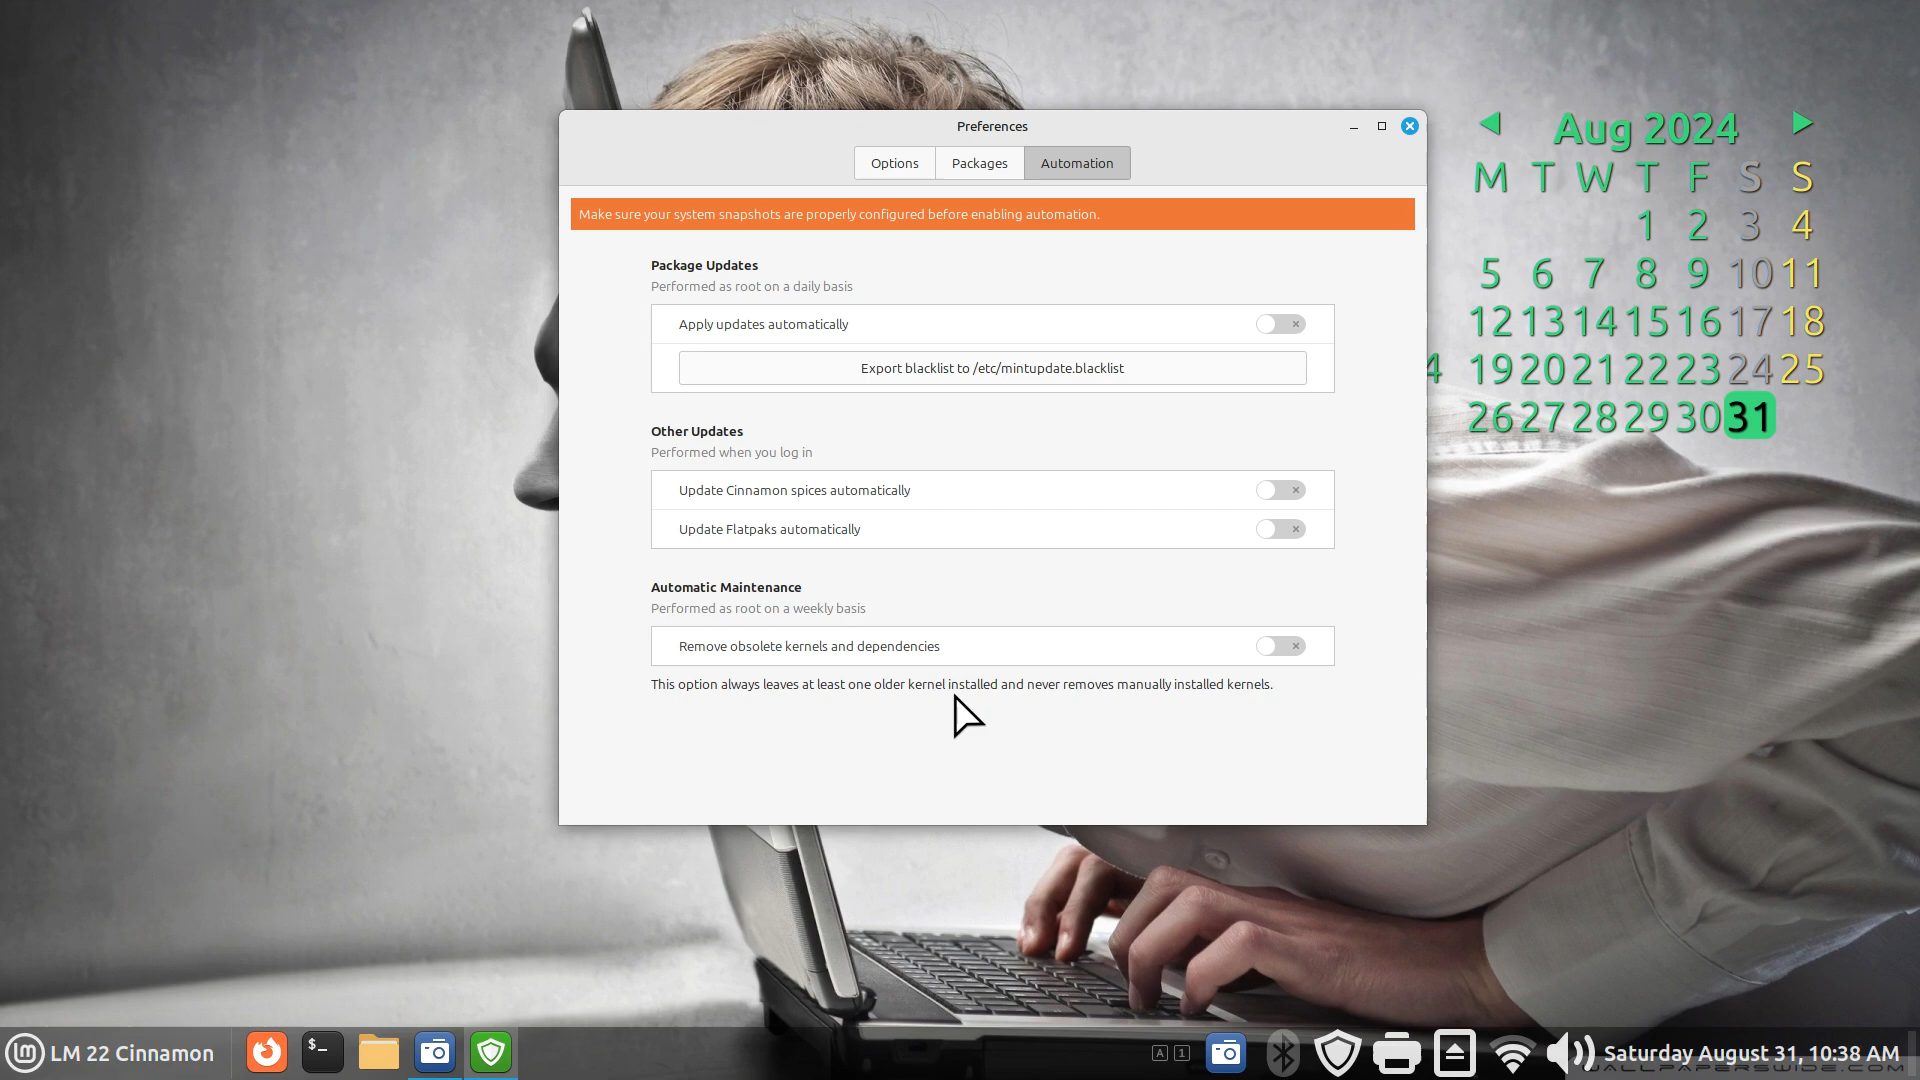 Preferences
Options Packages Automation
Make sure your system snapshots are properly configured before enabling automation.
Package Updates
Performed as root on a daily basis
Apply updates automatically
Export blacklist to /etc/mintupdate.blacklist
Other Updates
Performed when you log in
Update Cinnamon spices automatically
Update Flatpaks automatically
Automatic Maintenance
Performed as root on a weekly basis
Remove obsolete kernels and dependencies
This option always leaves at least one older kernel installed and never removes manually installed kernels.
Aug 2024
M T W T F S S
1 2 3 4
5 6 7 8 9 10 11
12 13 14 15 16 17 18
4 19 20 21 22 23 24 25
26 27 28 29 30 31
LM 22 Cinnamon
$_
A 1
Saturday August 31, 10:38 AM
WALLPAPERSWIDE.COM